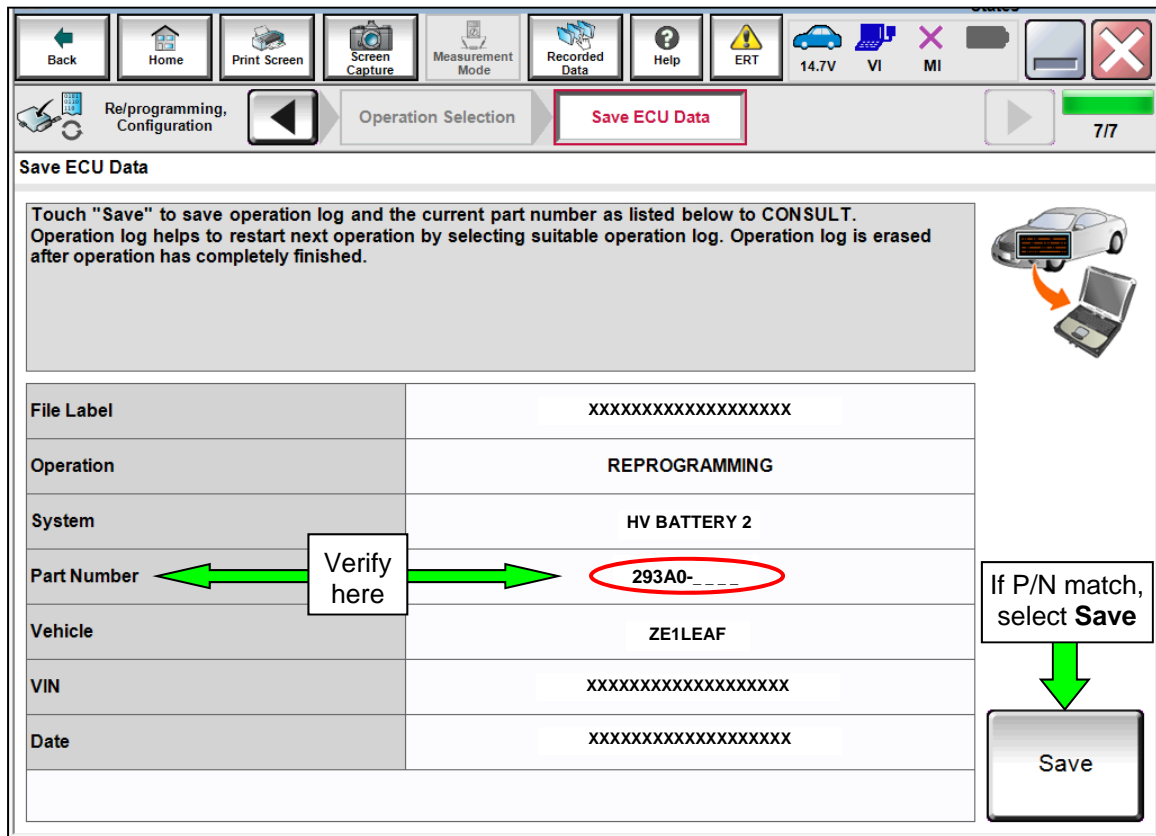 Back
Home
Print Screen
Screen
Capture
Measurement
Mode
Recorded
Data
Help
ERT
14.7V
VI
MI
Re/programming,
Configuration
Operation Selection
Save ECU Data
7/7
Save ECU Data
Touch "Save" to save operation log and the current part number as listed below to CONSULT.
Operation log helps to restart next operation by selecting suitable operation log. Operation log is erased
after operation has completely finished.
File Label
XXXXXXXXXXXXXXXXXXX
Operation
REPROGRAMMING
System
HV BATTERY 2
Part Number
Verify
here
293A0-_ _ _ _
If P/N match,
select Save
Vehicle
ZE1LEAF
VIN
XXXXXXXXXXXXXXXXXXX
Date
XXXXXXXXXXXXXXXXXXX
Save